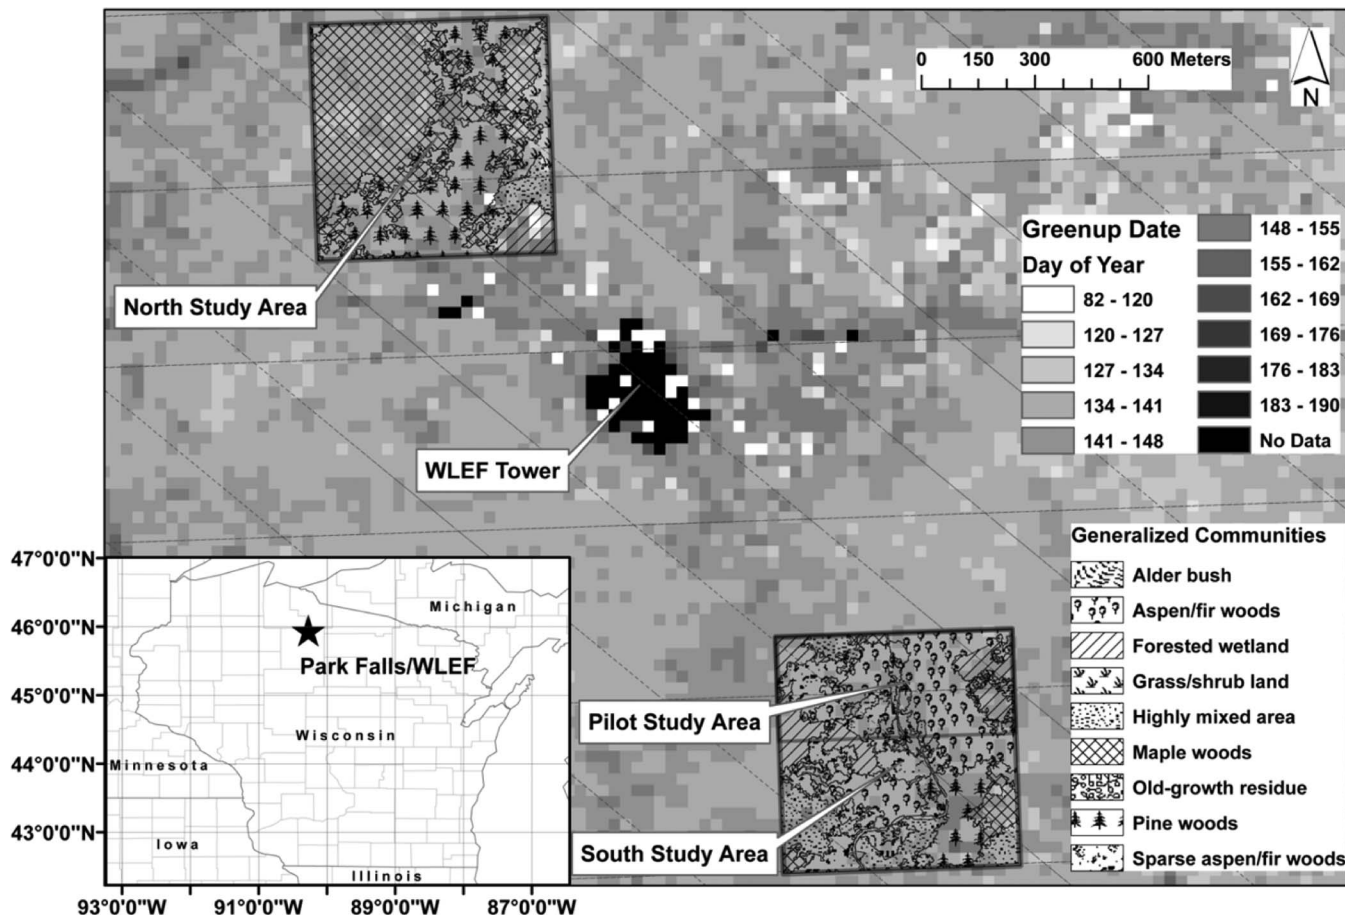 0 150 300 600 Meters
N
North Study Area
WLEF Tower
Greenup Date
Day of Year
82 - 120
120 - 127
127 - 134
134 - 141
141 - 148
148 - 155
155 - 162
162 - 169
169 - 176
176 - 183
183 - 190
No Data
Generalized Communities
Alder bush
Aspen/fir woods
Forested wetland
Grass/shrub land
Highly mixed area
Maple woods
Old-growth residue
Pine woods
Sparse aspen/fir woods
Pilot Study Area
South Study Area
47°0'0"N
46°0'0"N
45°0'0"N
44°0'0"N
43°0'0"N
Michigan
Park Falls/WLEF
Wisconsin
Minnesota
Iowa
Illinois
93°0'0"W 91°0'0"W 89°0'0"W 87°0'0"W